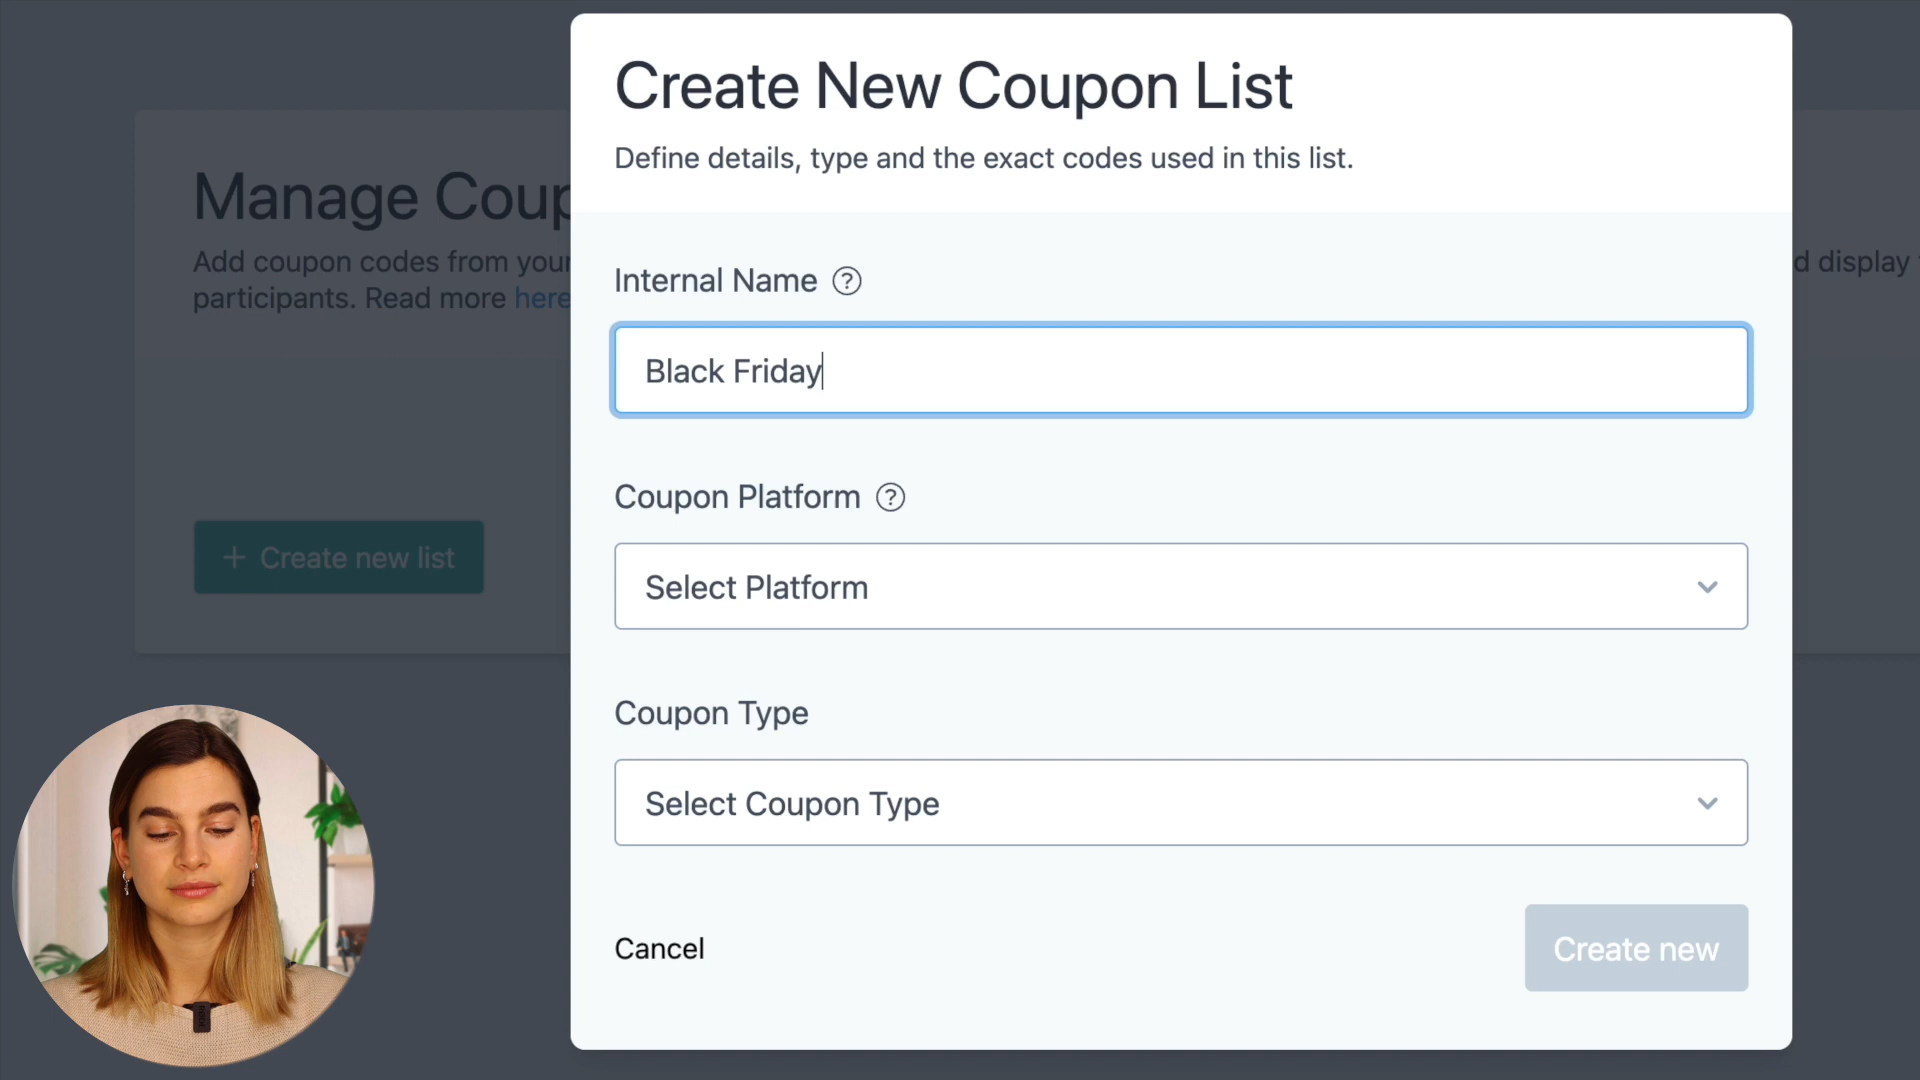 Create New Coupon List
Define details, type and the exact codes used in this list.
Manage Coup
Add coupon codes from your
d display
participants. Read more here
Internal Name ?
Black Friday
Coupon Platform ?
Select Platform
+ Create new list
Coupon Type
Select Coupon Type
Cancel
Create new
RODE